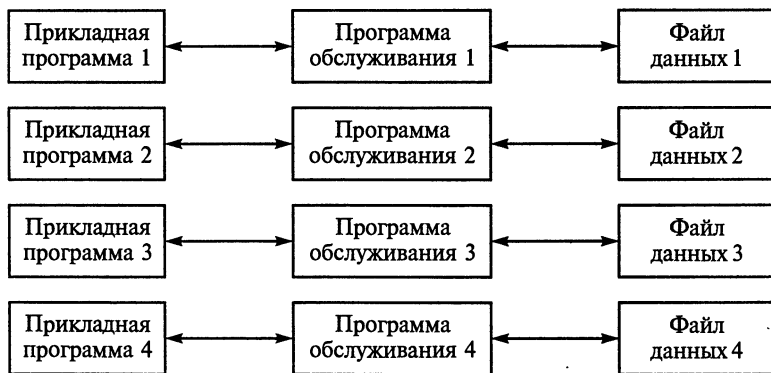 Прикладная
программа 1
Программа
обслуживания 1
Файл
данных 1
Прикладная
программа 2
Программа
обслуживания 2
Файл
данных 2
Прикладная
программа 3
Программа
обслуживания 3
Файл
данных 3
Прикладная
программа 4
Программа
обслуживания 4
Файл
данных 4